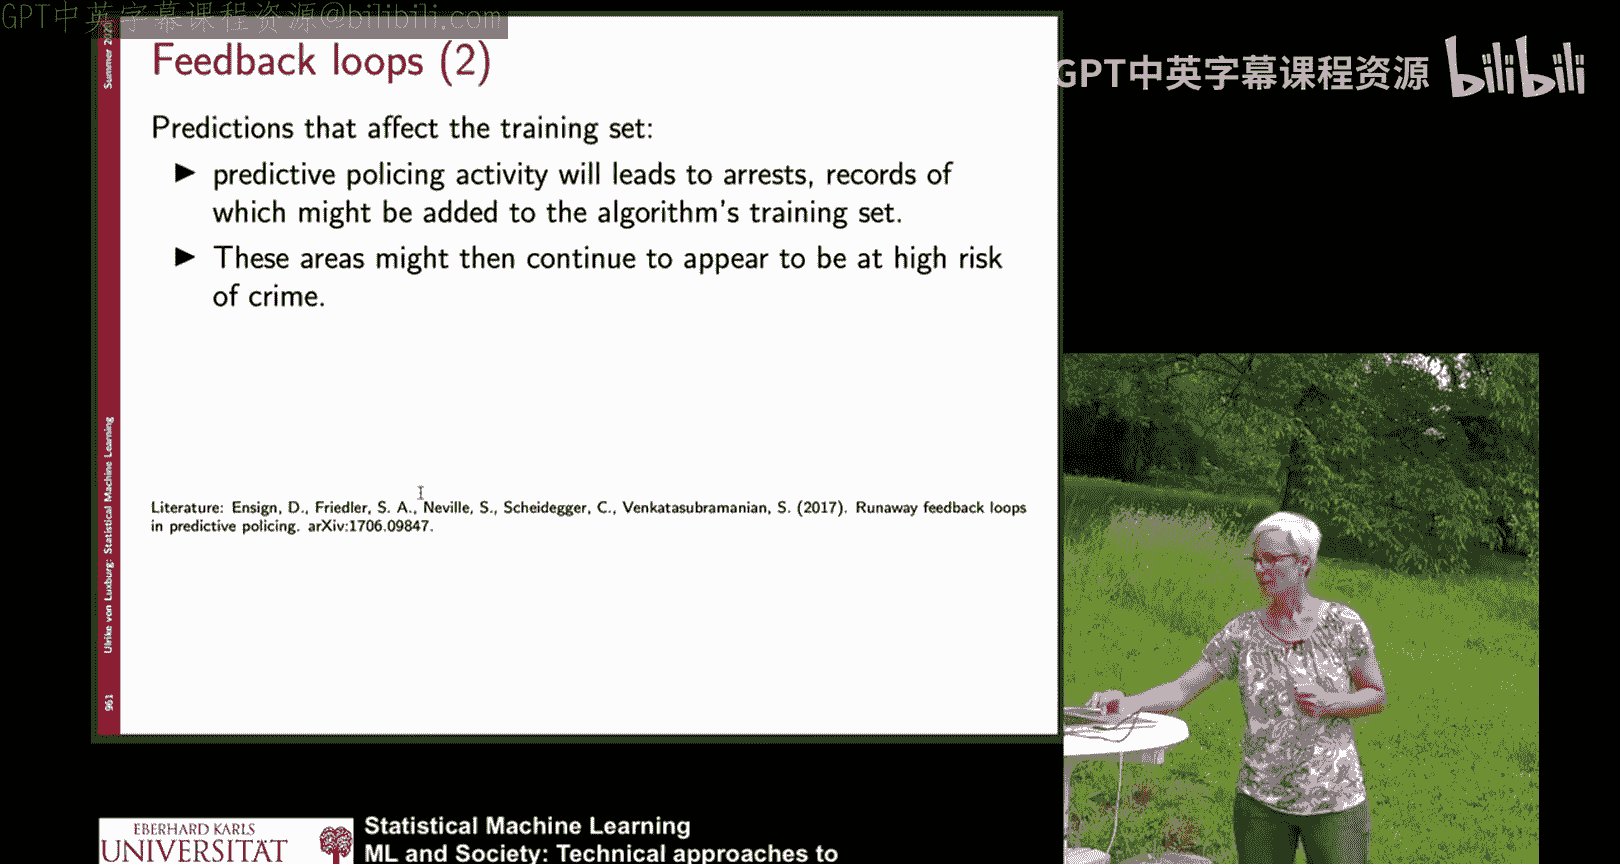 GPT中英字幕课程资源@bilibili.com
GPT中英字幕课程资源 bilibili
Feedback loops (2)
Predictions that affect the training set:
▶ predictive policing activity will leads to arrests, records of
which might be added to the algorithm's training set.
▶ These areas might then continue to appear to be at high risk
of crime.
Literature: Ensign, D., Friedler, S. A., Neville, S., Scheidegger, C., Venkatasubramanian, S. (2017). Runaway feedback loops
in predictive policing. arXiv:1706.09847.
Summer
Ulrike von Luxburg: Statistical Machine Learning
961
EBERHARD KARLS
UNIVERSITÄT
Statistical Machine Learning
ML and Society: Technical approaches to